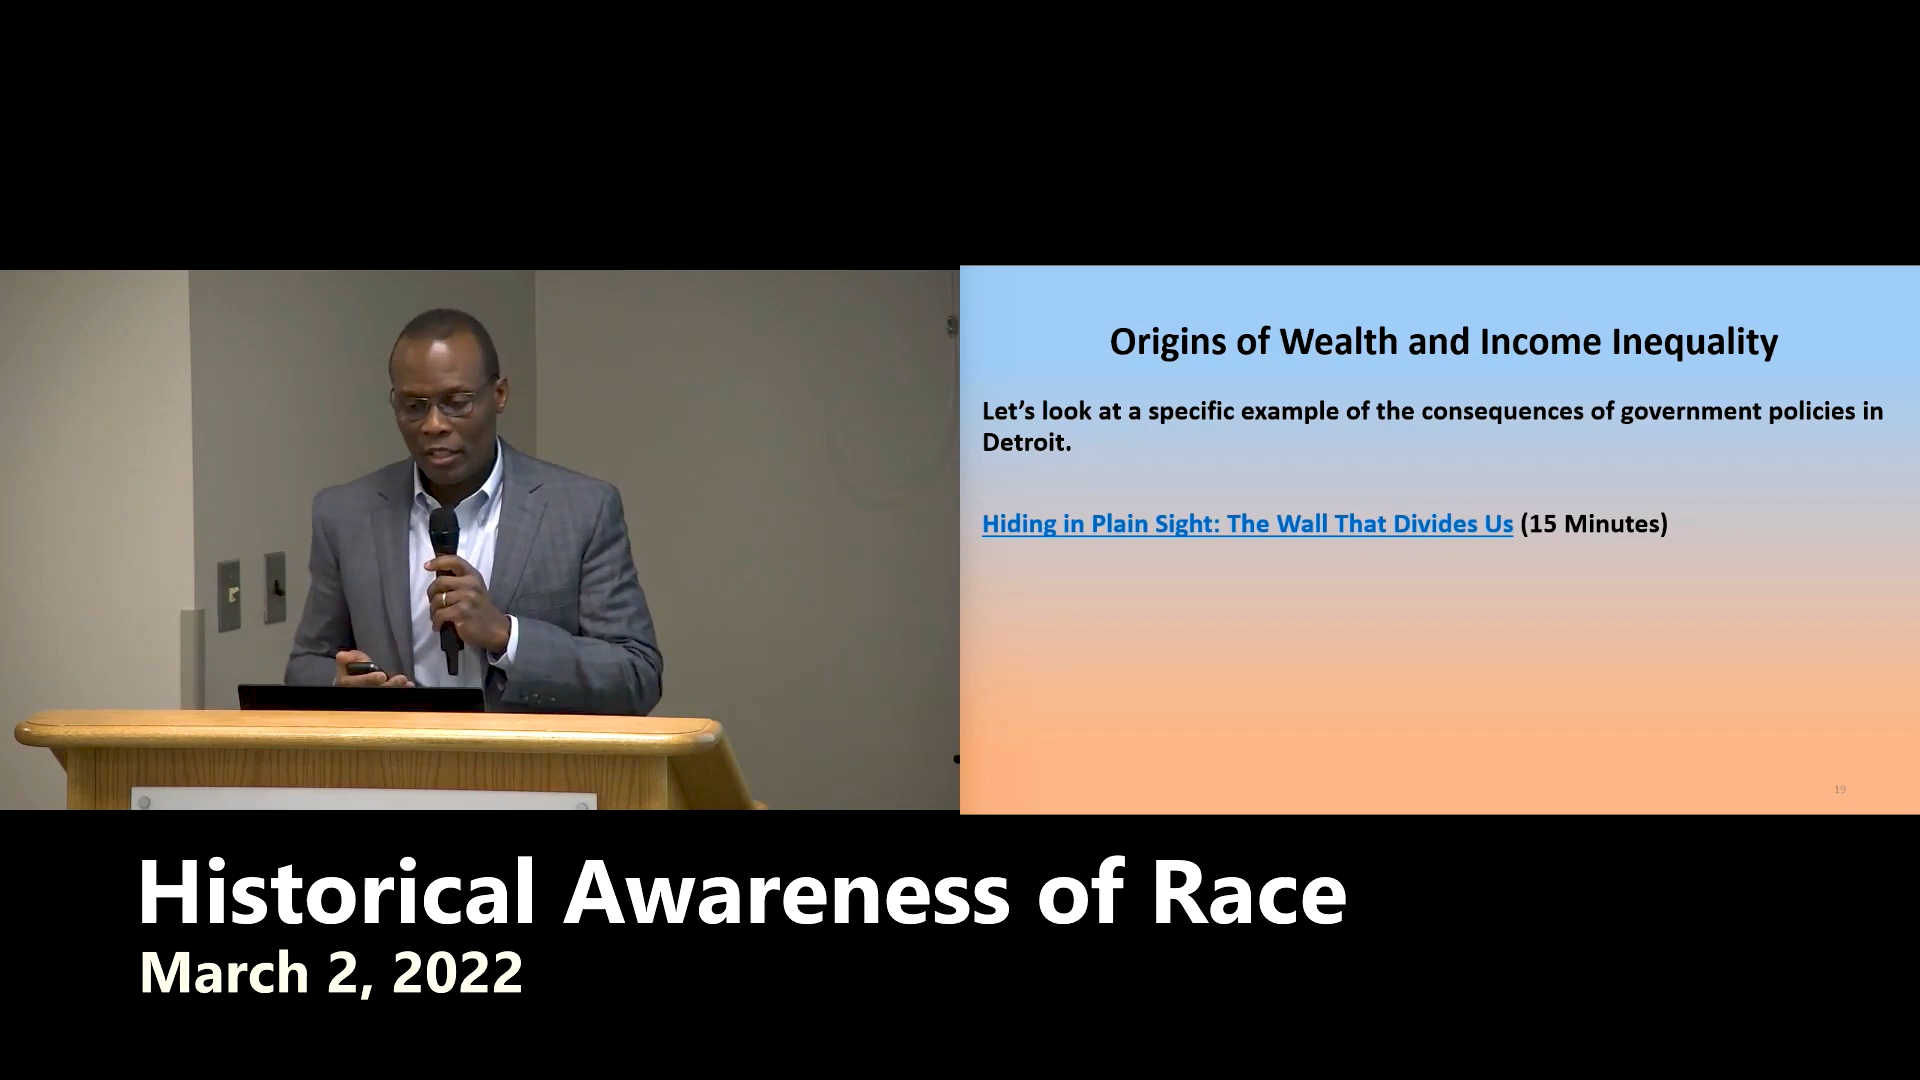 Origins of Wealth and Income Inequality
Let's look at a specific example of the consequences of government policies in
Detroit.
Hiding in Plain Sight: The Wall That Divides Us (15 Minutes)
19
Historical Awareness of Race
March 2, 2022